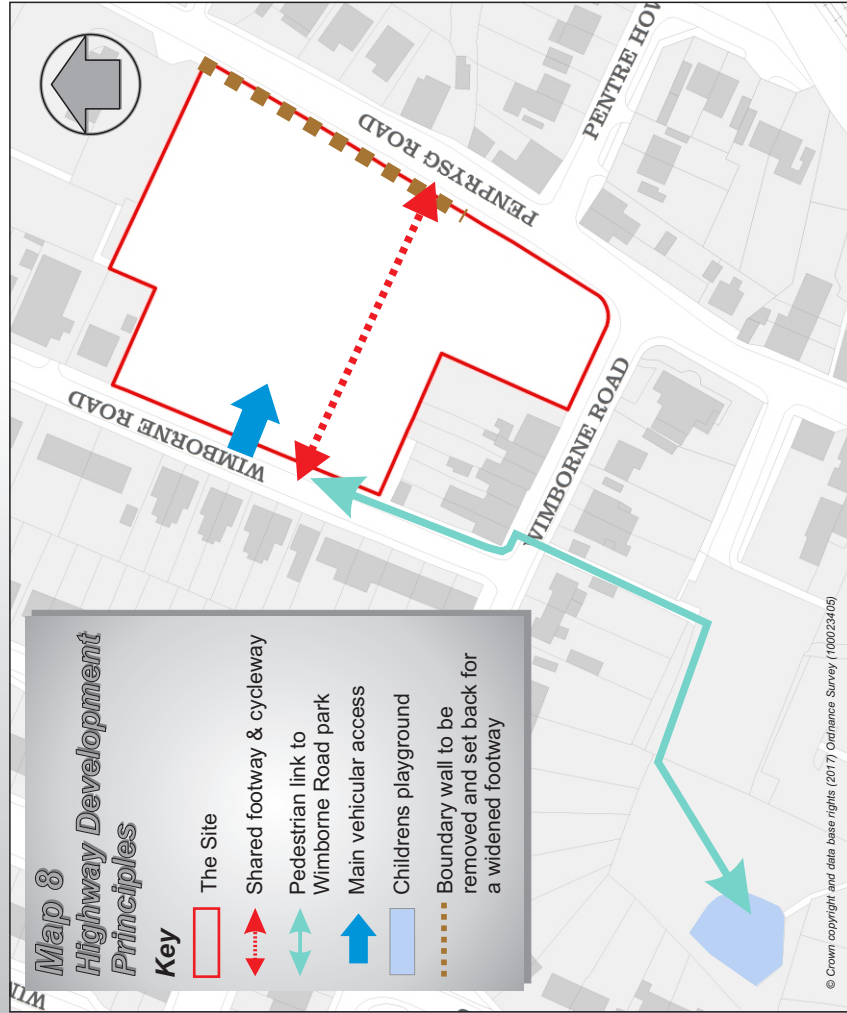 Map 8
Highway Development
Principles
Key
The Site
Shared footway & cycleway
Pedestrian link to
Wimborne Road park
Main vehicular access
Childrens playground
Boundary wall to be
removed and set back for
a widened footway
WIMBORNE ROAD
PENPRYSG ROAD
PENTRE HOW
WIMBORNE ROAD
WIM
© Crown copyright and data base rights (2017) Ordnance Survey (100023405)